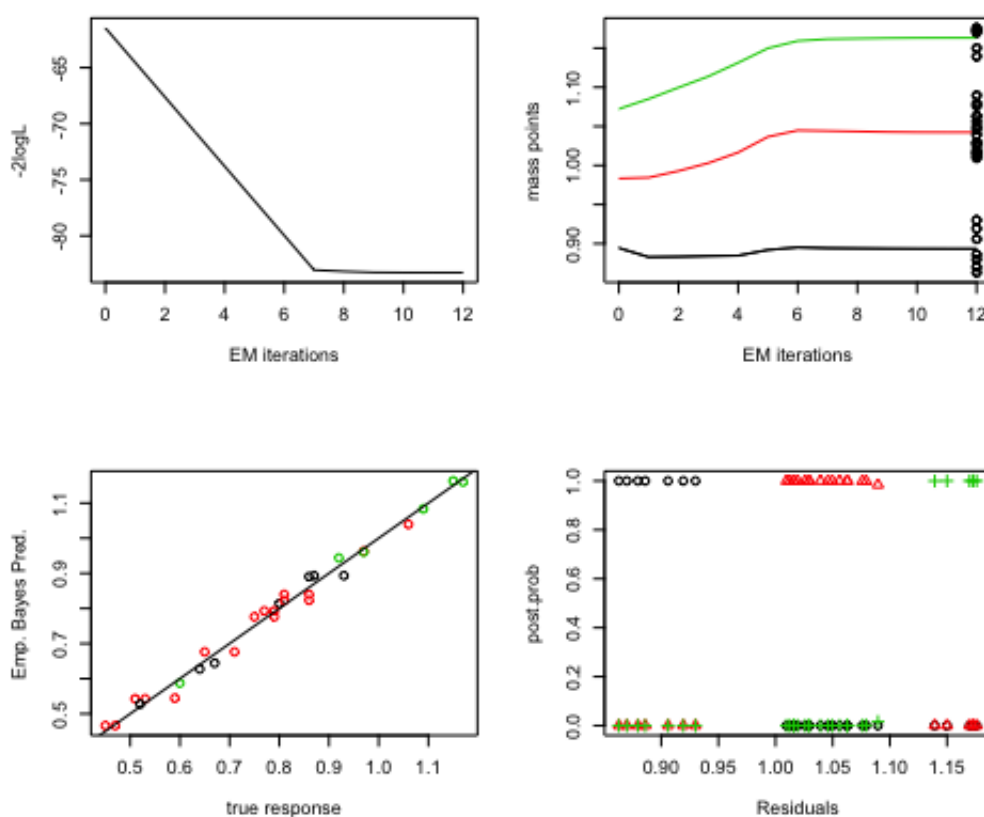 -2logL
-65
-70
-75
-80
0 2 4 6 8 10 12
EM iterations
mass points
1.10
1.00
0.90
0 2 4 6 8 10 12
EM iterations
Emp. Bayes Pred.
1.1
0.9
0.7
0.5
0.5 0.6 0.7 0.8 0.9 1.0 1.1
true response
post.prob
1.0
0.8
0.6
0.4
0.2
0.0
0.90 0.95 1.00 1.05 1.10 1.15
Residuals